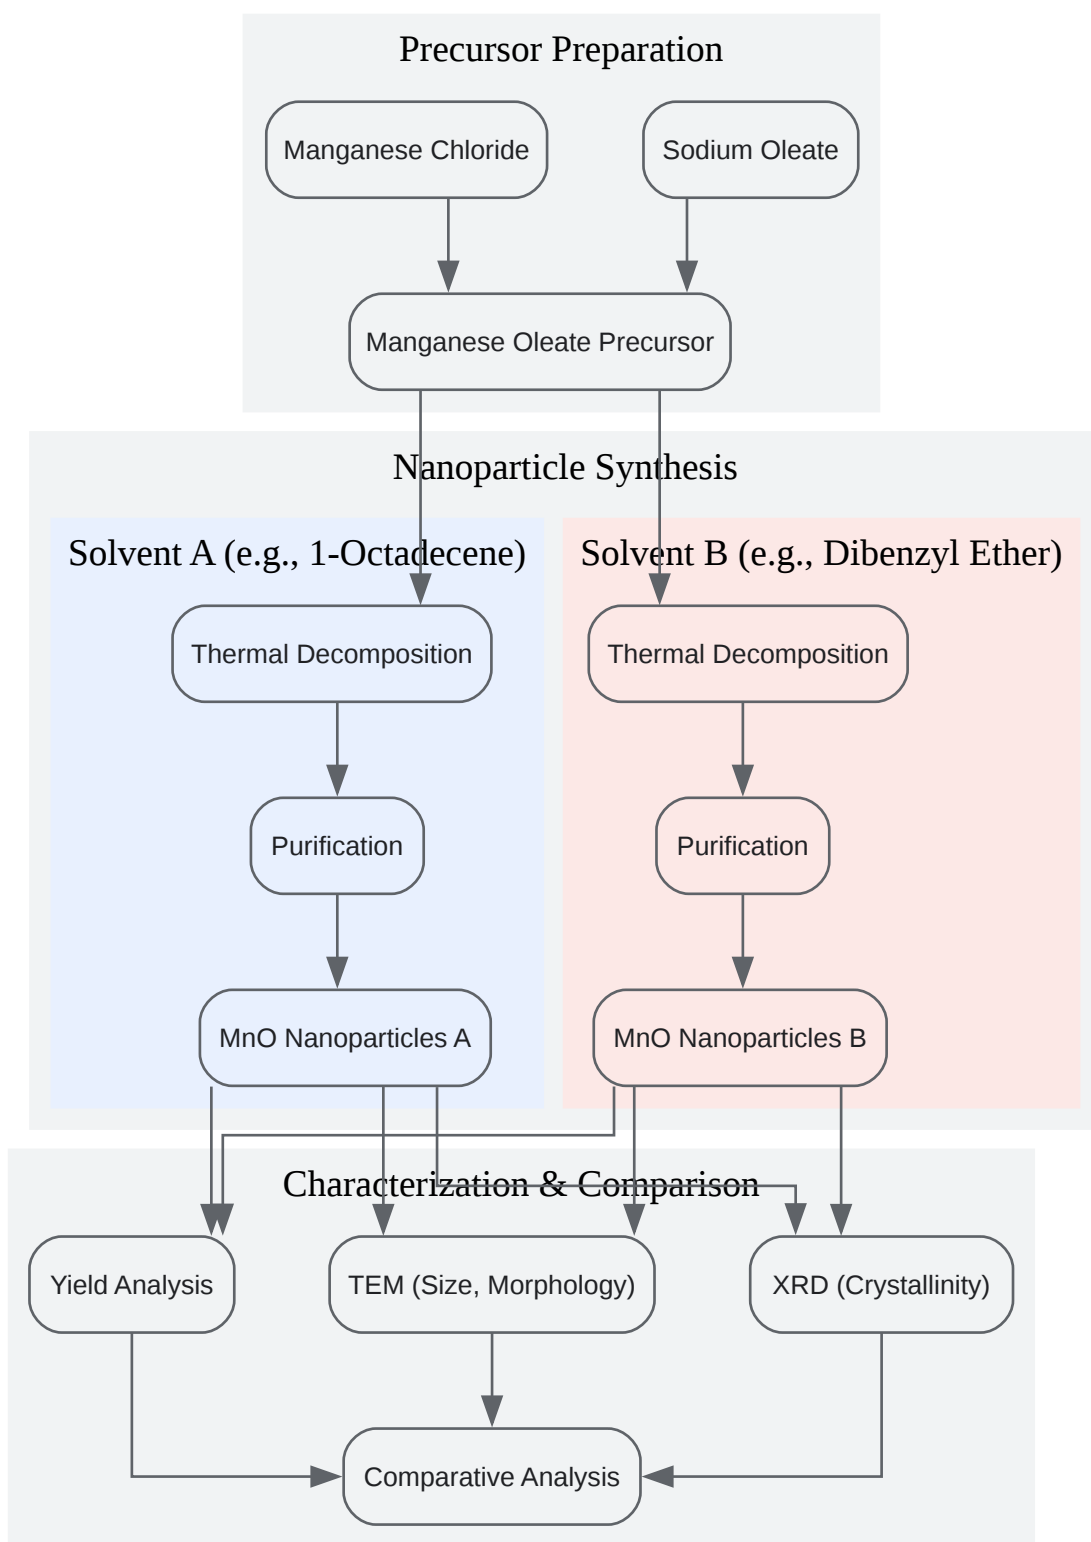 Precursor Preparation
Manganese Chloride
Sodium Oleate
Manganese Oleate Precursor
Nanoparticle Synthesis
Solvent A (e.g., 1-Octadecene)
Solvent B (e.g., Dibenzyl Ether)
Thermal Decomposition
Thermal Decomposition
Purification
Purification
MnO Nanoparticles A
MnO Nanoparticles B
Characterization & Comparison
Yield Analysis
TEM (Size, Morphology)
XRD (Crystallinity)
Comparative Analysis